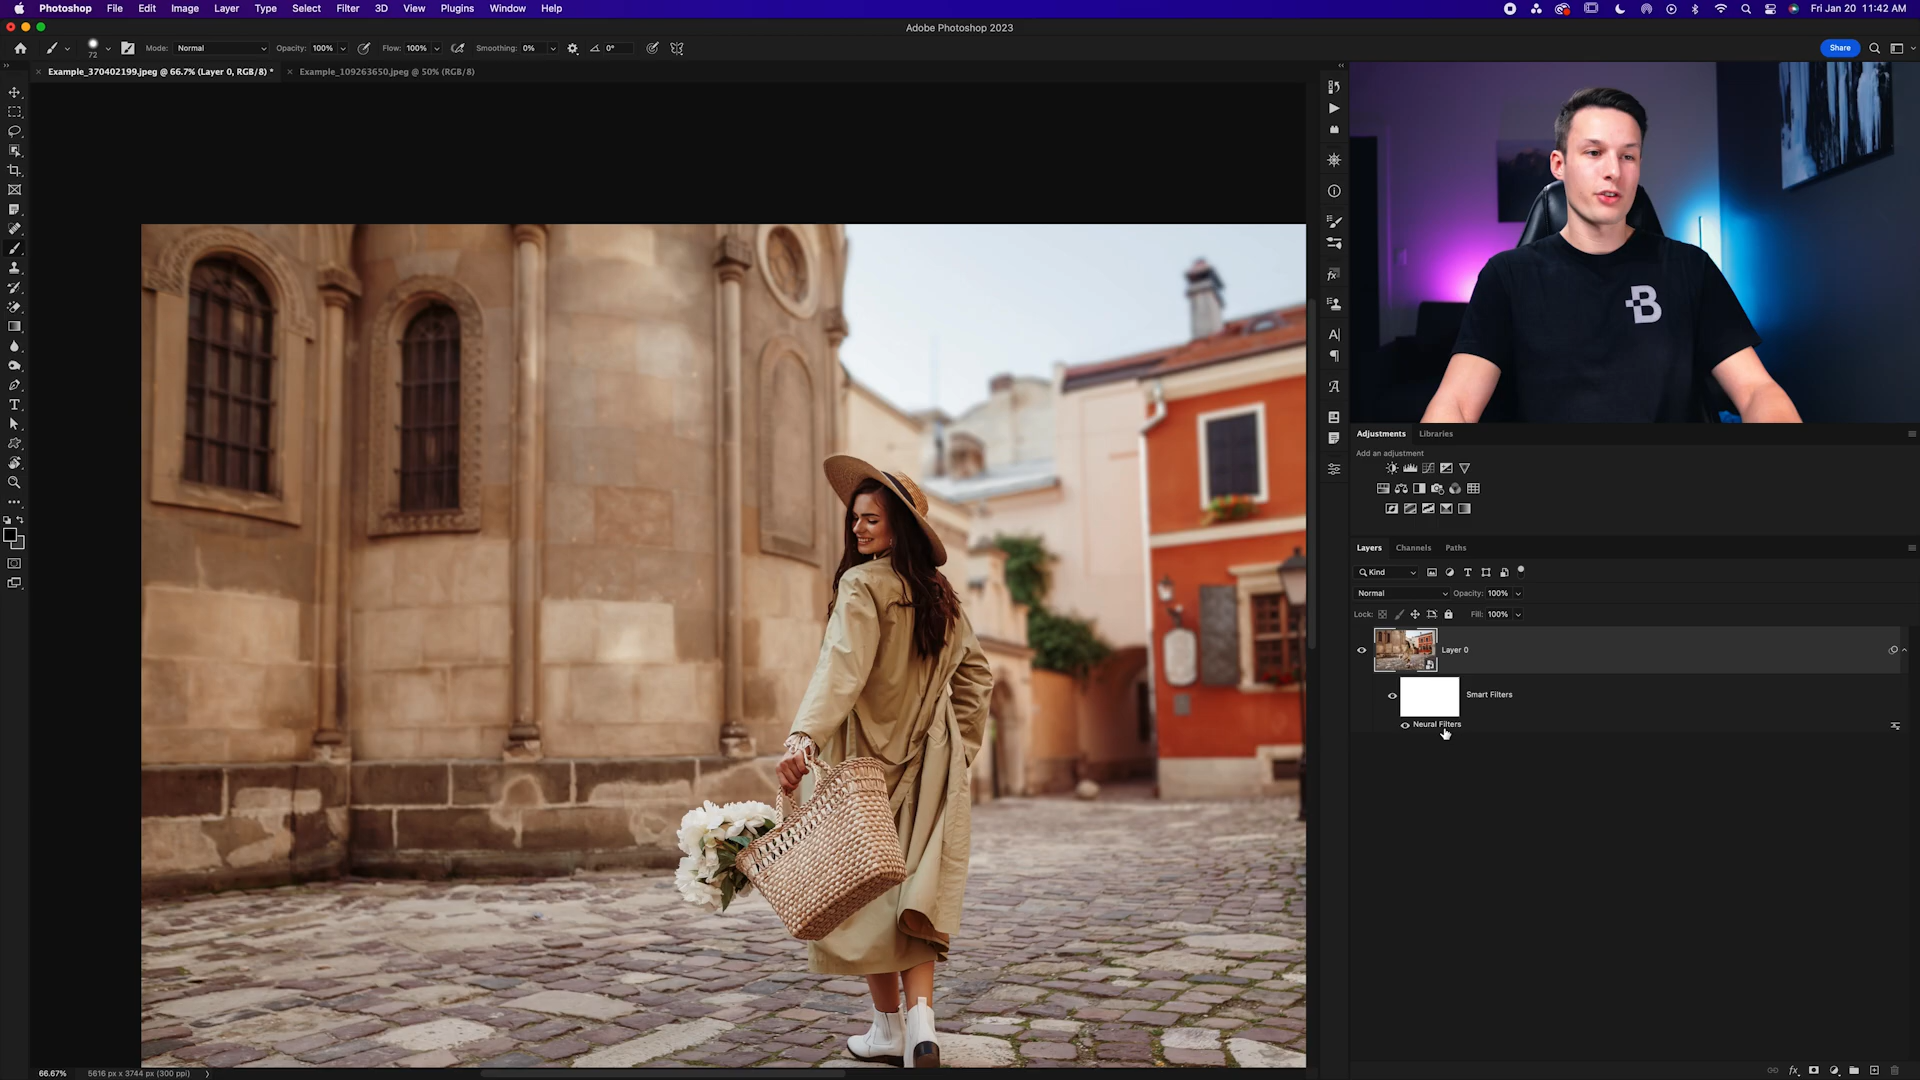 Photoshop File Edit Image Layer Type Select Filter 3D View Plugins Window Help Fri Jan 20 11:42 AM
Adobe Photoshop 2023
72 Mode: Normal Opacity: 100% Flow: 100% Smoothing: 0% 0° Share
Example_370402199.jpeg @ 66.7% (Layer 0, RGB/8) * Example_109263650.jpeg @ 50% (RGB/8)
B
Adjustments Libraries
Add an adjustment
Layers Channels Paths
Kind
Normal Opacity: 100%
Lock: Fill: 100%
Layer 0
Smart Filters
Neural Filters
66.67% 5616 px x 3744 px (300 ppi)